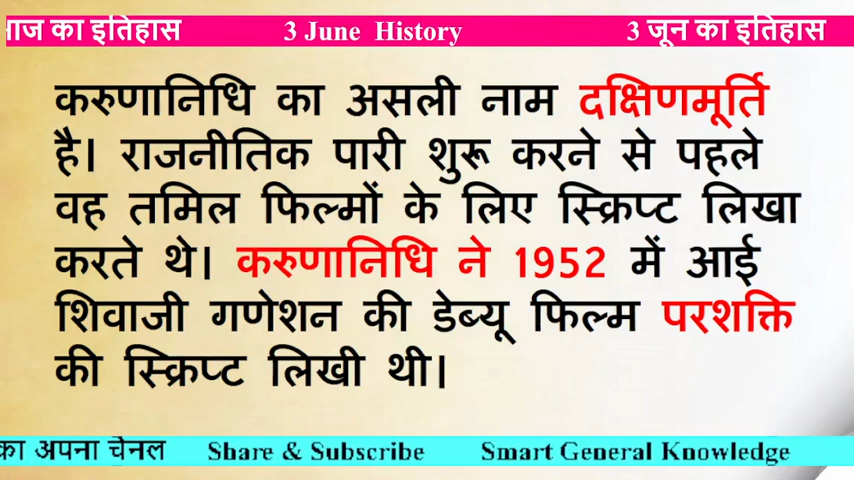 आज का इतिहास 3 June History 3 जून का इतिहास
करुणानिधि का असली नाम दक्षिणमूर्ति
है। राजनीतिक पारी शुरू करने से पहले
वह तमिल फिल्मों के लिए स्क्रिप्ट लिखा
करते थे। करुणानिधि ने 1952 में आई
शिवाजी गणेशन की डेब्यू फिल्म परशक्ति
की स्क्रिप्ट लिखी थी।
का अपना चैनल Share & Subscribe Smart General Knowledge